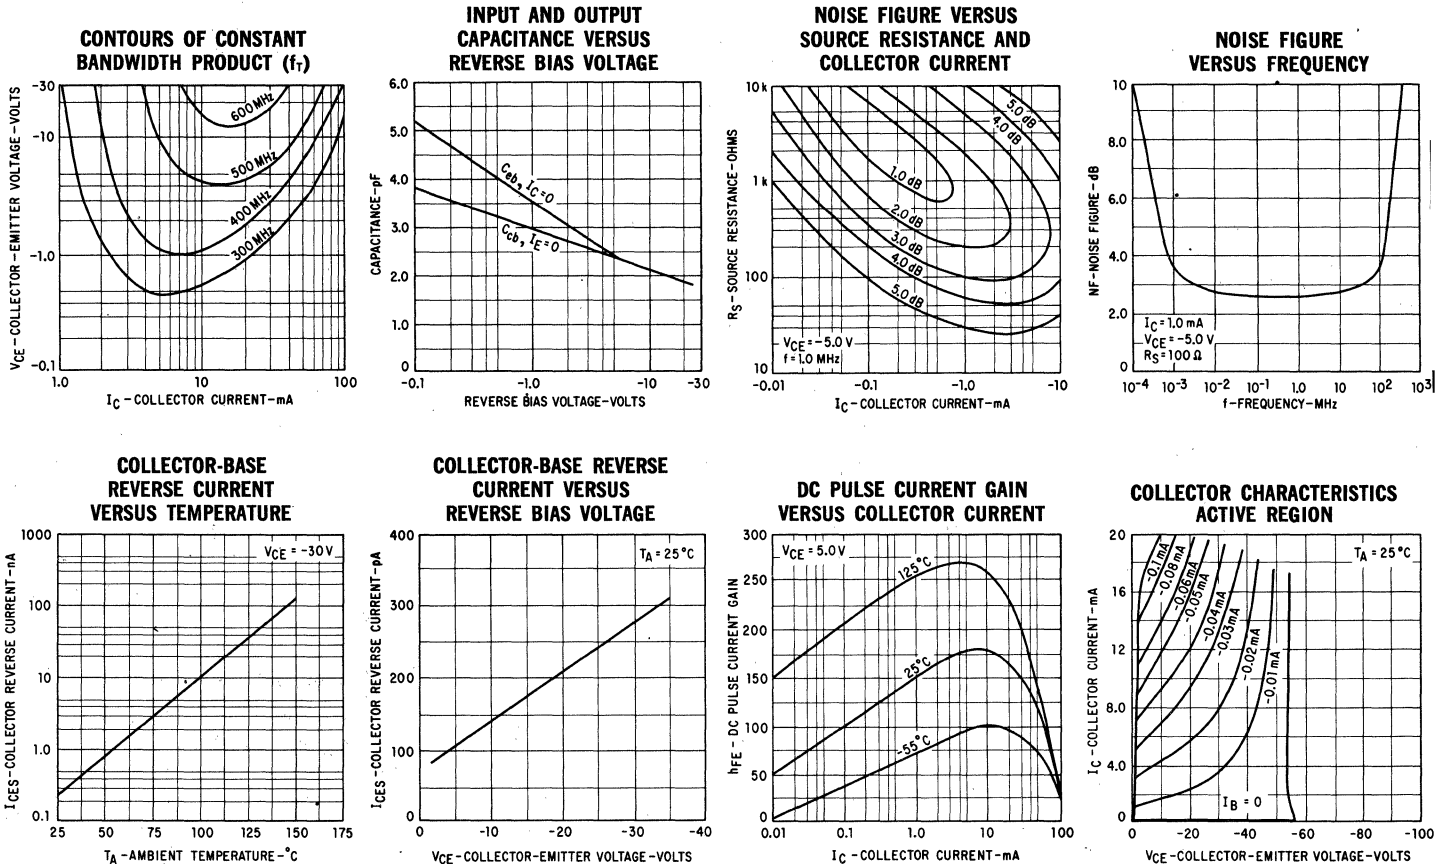 CONTOURS OF CONSTANT
BANDWIDTH PRODUCT (fT)
-30
-10
-1.0
-0.1
1.0
10
100
600 MHz
500 MHz
400 MHz
300 MHz
VCE-COLLECTOR-EMITTER VOLTAGE-VOLTS
IC-COLLECTOR CURRENT-mA
INPUT AND OUTPUT
CAPACITANCE VERSUS
REVERSE BIAS VOLTAGE
6.0
5.0
4.0
3.0
2.0
1.0
0
-0.1
-1.0
-10
-30
Ceb, IC=0
Ccb, IE=0
CAPACITANCE-pF
REVERSE BIAS VOLTAGE-VOLTS
NOISE FIGURE VERSUS
SOURCE RESISTANCE AND
COLLECTOR CURRENT
10k
1k
100
10
-0.01
-0.1
-1.0
-10
5.0 dB
4.0 dB
1.0 dB
2.0 dB
3.0 dB
4.0 dB
5.0 dB
VCE=-5.0 V
f=1.0 MHz
RS-SOURCE RESISTANCE-OHMS
IC-COLLECTOR CURRENT-mA
NOISE FIGURE
VERSUS FREQUENCY
10
8.0
6.0
4.0
2.0
0
10-4
10-3
10-2
10-1
1.0
10
102
103
IC=1.0 mA
VCE=-5.0 V
RS=100 Ω
NF-NOISE FIGURE-dB
f-FREQUENCY-MHz
COLLECTOR-BASE
REVERSE CURRENT
VERSUS TEMPERATURE
1000
100
10
1.0
0.1
25
50
75
100
125
150
175
VCE = -30 V
ICES-COLLECTOR REVERSE CURRENT-nA
TA-AMBIENT TEMPERATURE-°C
COLLECTOR-BASE REVERSE
CURRENT VERSUS
REVERSE BIAS VOLTAGE
400
300
200
100
0
0
-10
-20
-30
-40
TA = 25°C
ICES-COLLECTOR REVERSE CURRENT-pA
VCE-COLLECTOR-EMITTER VOLTAGE-VOLTS
DC PULSE CURRENT GAIN
VERSUS COLLECTOR CURRENT
300
250
200
150
100
50
0
0.01
0.1
1.0
10
100
VCE = 5.0 V
125°C
25°C
-55°C
hFE - DC PULSE CURRENT GAIN
IC-COLLECTOR CURRENT-mA
COLLECTOR CHARACTERISTICS
ACTIVE REGION
20
16
12
8.0
4.0
0
0
-20
-40
-60
-80
-100
TA = 25°C
-0.1 mA
-0.08 mA
-0.06 mA
-0.05 mA
-0.04 mA
-0.03 mA
-0.02 mA
-0.01 mA
IB = 0
IC-COLLECTOR CURRENT-mA
VCE-COLLECTOR-EMITTER VOLTAGE-VOLTS